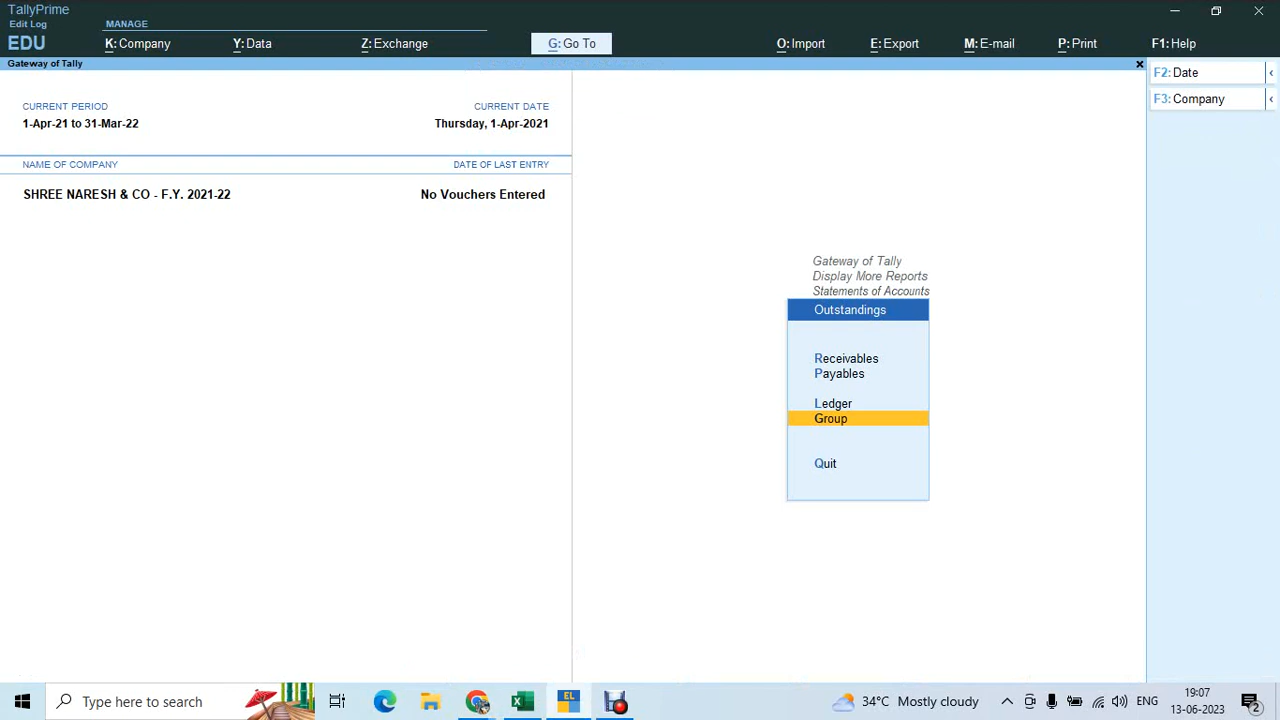 TallyPrime
Edit Log
EDU
MANAGE
K: Company
Y: Data
Z: Exchange
G: Go To
O: Import
E: Export
M: E-mail
P: Print
F1: Help
Gateway of Tally
F2: Date
F3: Company
CURRENT PERIOD
CURRENT DATE
1-Apr-21 to 31-Mar-22
Thursday, 1-Apr-2021
NAME OF COMPANY
DATE OF LAST ENTRY
SHREE NARESH & CO - F.Y. 2021-22
No Vouchers Entered
Gateway of Tally
Display More Reports
Statements of Accounts
Outstandings
Receivables
Payables
Ledger
Group
Quit
Type here to search
EL
34°C Mostly cloudy
ENG
19:07
13-06-2023
2